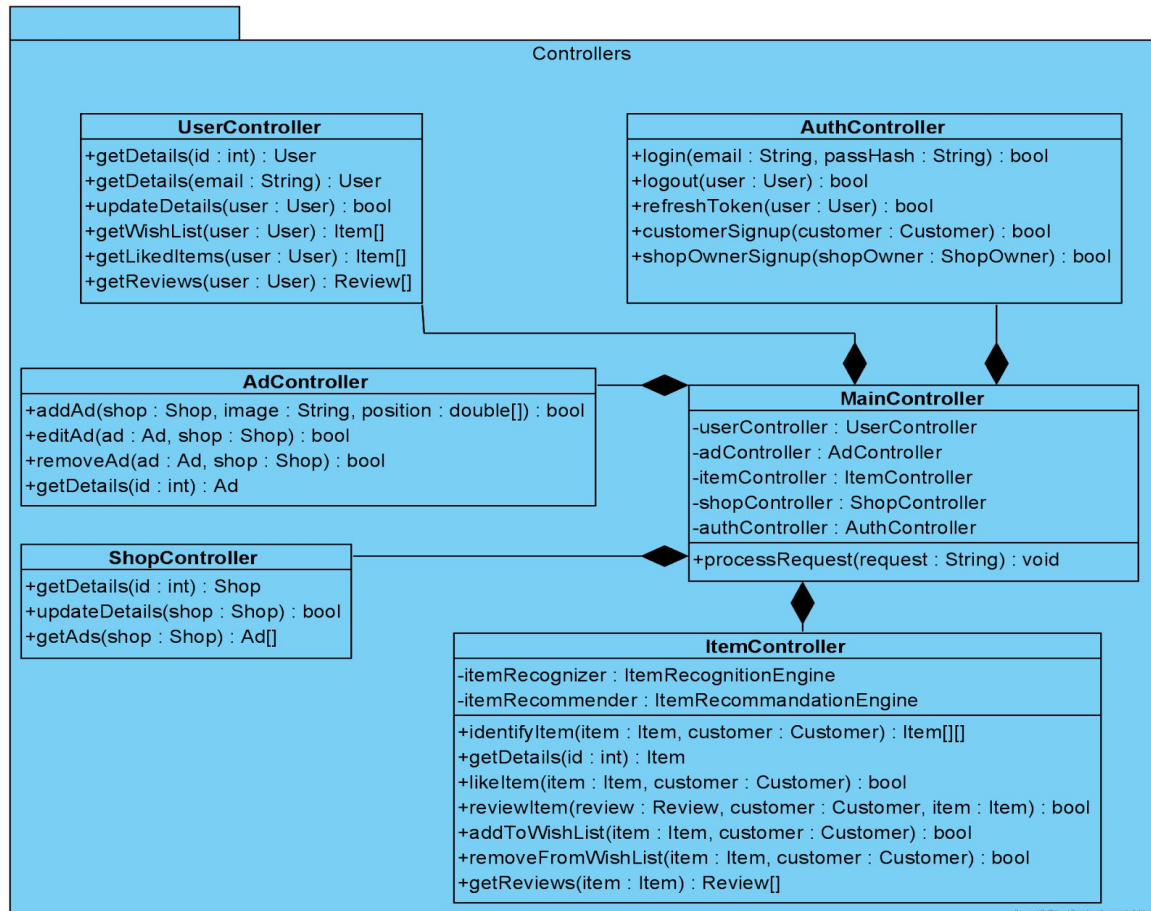 Controllers
UserController
+getDetails(id : int) : User
+getDetails(email : String) : User
+updateDetails(user : User) : bool
+getWishList(user : User) : Item[]
+getLikedItems(user : User) : Item[]
+getReviews(user : User) : Review[]
AuthController
+login(email : String, passHash : String) : bool
+logout(user : User) : bool
+refreshToken(user : User) : bool
+customerSignup(customer : Customer) : bool
+shopOwnerSignup(shopOwner : ShopOwner) : bool
AdController
+addAd(shop : Shop, image : String, position : double[]) : bool
+editAd(ad : Ad, shop : Shop) : bool
+removeAd(ad : Ad, shop : Shop) : bool
+getDetails(id : int) : Ad
MainController
-userController : UserController
-adController : AdController
-itemController : ItemController
-shopController : ShopController
-authController : AuthController
+processRequest(request : String) : void
ShopController
+getDetails(id : int) : Shop
+updateDetails(shop : Shop) : bool
+getAds(shop : Shop) : Ad[]
ItemController
-itemRecognizer : ItemRecognitionEngine
-itemRecommender : ItemRecommandationEngine
+identifyItem(item : Item, customer : Customer) : Item[][]
+getDetails(id : int) : Item
+likeItem(item : Item, customer : Customer) : bool
+reviewItem(review : Review, customer : Customer, item : Item) : bool
+addToWishList(item : Item, customer : Customer) : bool
+removeFromWishList(item : Item, customer : Customer) : bool
+getReviews(item : Item) : Review[]